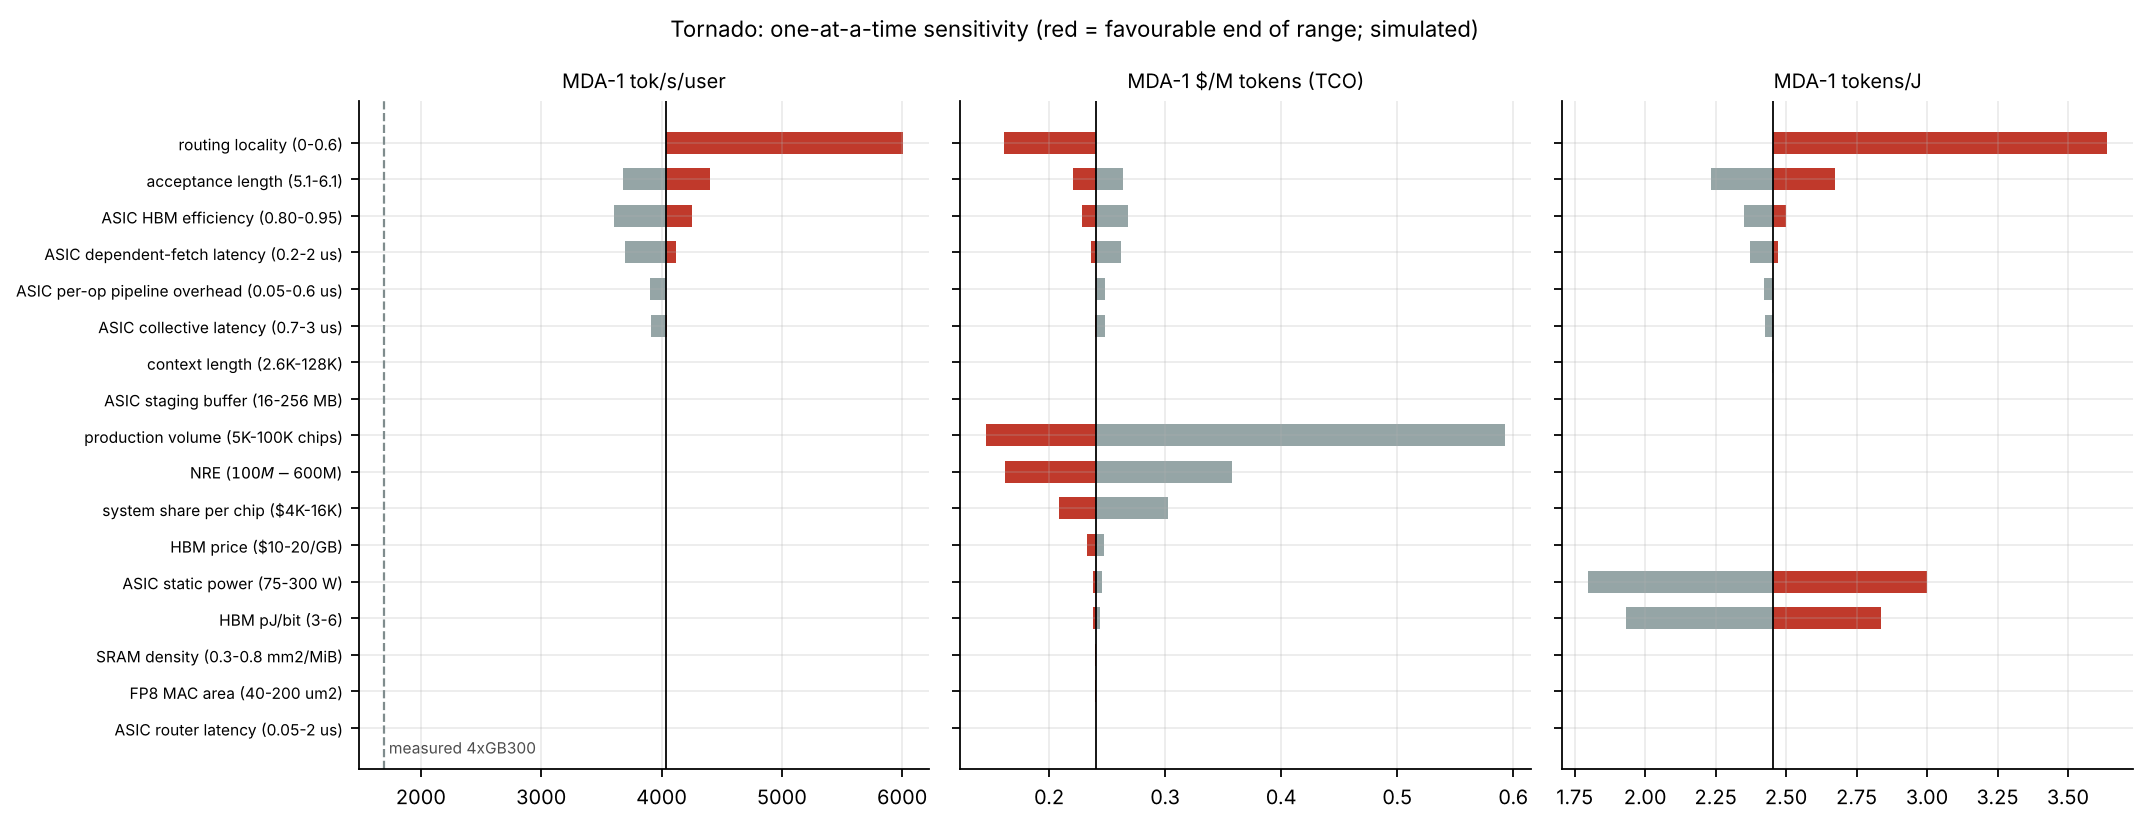 Tornado: one-at-a-time sensitivity (red = favourable end of range; simulated)
MDA-1 tok/s/user
MDA-1 $/M tokens (TCO)
MDA-1 tokens/J
routing locality (0-0.6)
acceptance length (5.1-6.1)
ASIC HBM efficiency (0.80-0.95)
ASIC dependent-fetch latency (0.2-2 us)
ASIC per-op pipeline overhead (0.05-0.6 us)
ASIC collective latency (0.7-3 us)
context length (2.6K-128K)
ASIC staging buffer (16-256 MB)
production volume (5K-100K chips)
NRE (100M − 600M)
system share per chip ($4K-16K)
HBM price ($10-20/GB)
ASIC static power (75-300 W)
HBM pJ/bit (3-6)
SRAM density (0.3-0.8 mm2/MiB)
FP8 MAC area (40-200 um2)
ASIC router latency (0.05-2 us)
measured 4xGB300
2000 3000 4000 5000 6000
0.2 0.3 0.4 0.5 0.6
1.75 2.00 2.25 2.50 2.75 3.00 3.25 3.50